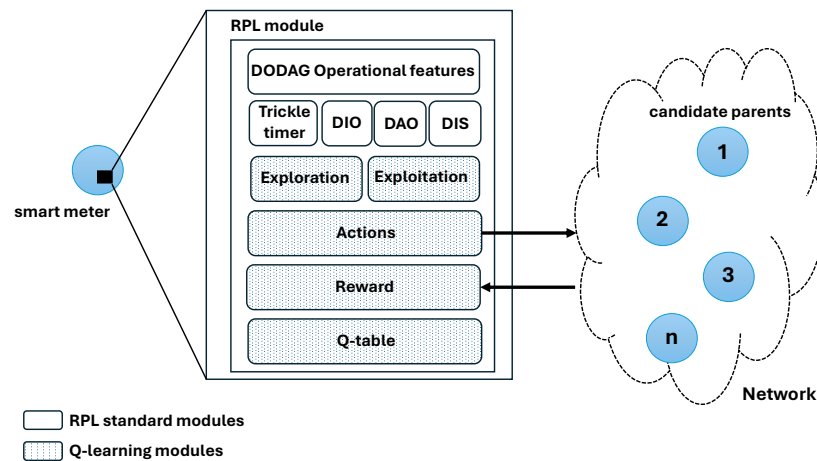 RPL module
DODAG Operational features
Trickle
timer
DIO
DAO
DIS
Exploration
Exploitation
Actions
Reward
Q-table
smart meter
candidate parents
1
2
3
n
Network
RPL standard modules
Q-learning modules